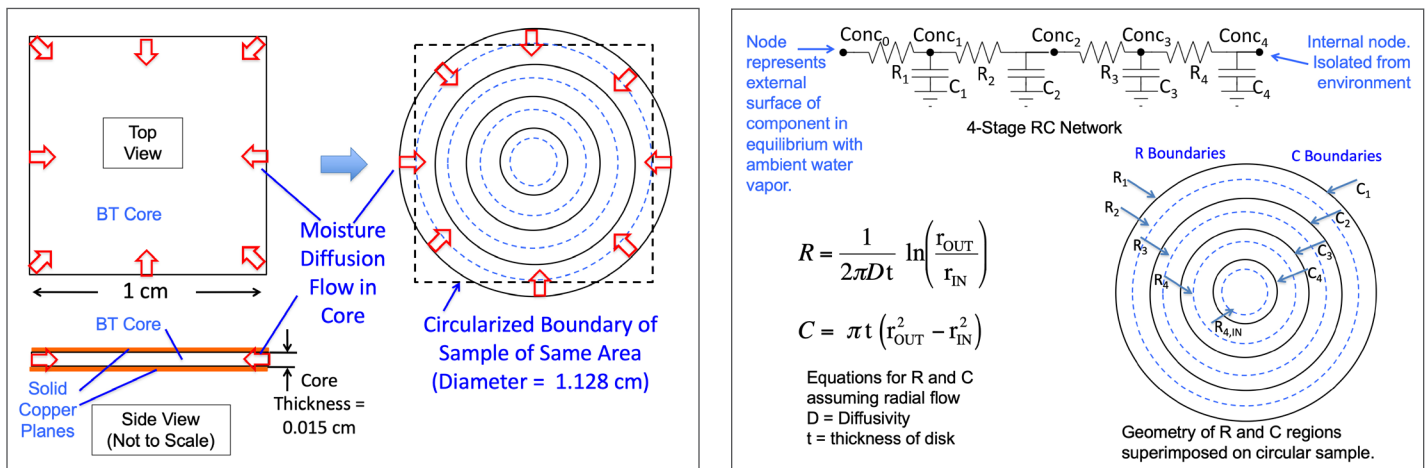 Top
View
BT Core
1 cm
BT Core
Solid
Copper
Planes
Side View
(Not to Scale)
Core
Thickness =
0.015 cm
Moisture
Diffusion
Flow in
Core
Circularized Boundary of
Sample of Same Area
(Diameter = 1.128 cm)
Node
represents
external
surface of
component in
equilibrium with
ambient water
vapor.
Conc0 Conc1 Conc2 Conc3 Conc4
R1 C1 R2 C2 R3 C3 R4 C4
4-Stage RC Network
Internal node.
Isolated from
environment
R = 1/(2πDt) ln(rOUT/rIN)
C = πt(r²OUT − r²IN)
Equations for R and C
assuming radial flow
D = Diffusivity
t = thickness of disk
R Boundaries C Boundaries
R1
R2
R3
R4
R4,IN
C1
C2
C3
C4
Geometry of R and C regions
superimposed on circular sample.